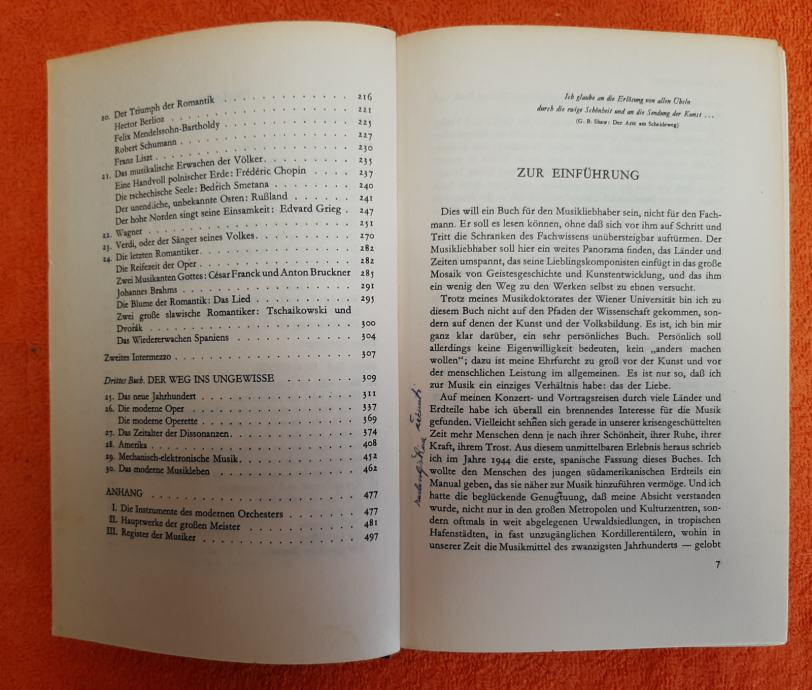 20. Der Triumph der Romantik . . . . . . . . . . . . . 216
Hector Berlioz . . . . . . . . . . . . . . . . 221
Felix Mendelssohn-Bartholdy . . . . . . . . . . . 225
Robert Schumann . . . . . . . . . . . . . . . 227
Franz Liszt . . . . . . . . . . . . . . . . . 230
21. Das musikalische Erwachen der Völker . . . . . . . . 235
Eine Handvoll polnischer Erde: Frédéric Chopin . . . . 237
Die tschechische Seele: Bedřich Smetana . . . . . . . 240
Der unendliche, unbekannte Osten: Rußland . . . . . . 241
Der hohe Norden singt seine Einsamkeit: Edvard Grieg . 247
22. Wagner . . . . . . . . . . . . . . . . . . . 251
23. Verdi, oder der Sänger seines Volkes . . . . . . . . 270
24. Die letzten Romantiker . . . . . . . . . . . . . 282
Die Reifezeit der Oper . . . . . . . . . . . . . 282
Zwei Musikanten Gottes: César Franck und Anton Bruckner 285
Johannes Brahms . . . . . . . . . . . . . . . 291
Die Blume der Romantik: Das Lied . . . . . . . . . 295
Zwei große slawische Romantiker: Tschaikowski und
Dvořák . . . . . . . . . . . . . . . . . . . 300
Das Wiedererwachen Spaniens . . . . . . . . . . . 304
Zweites Intermezzo . . . . . . . . . . . . . . . 307
Drittes Buch. DER WEG INS UNGEWISSE . . . . . . . 309
25. Das neue Jahrhundert . . . . . . . . . . . . . . 311
26. Die moderne Oper . . . . . . . . . . . . . . . 337
Die moderne Operette . . . . . . . . . . . . . 369
27. Das Zeitalter der Dissonanzen . . . . . . . . . . . 374
28. Amerika . . . . . . . . . . . . . . . . . . . 408
29. Mechanisch-elektronische Musik . . . . . . . . . . 452
30. Das moderne Musikleben . . . . . . . . . . . . . 462
ANHANG . . . . . . . . . . . . . . . . . . . 477
I. Die Instrumente des modernen Orchesters . . . . . . 477
II. Hauptwerke der großen Meister . . . . . . . . . . 481
III. Register der Musiker . . . . . . . . . . . . . . 497
Ich glaube an die Erlösung von allen Übeln
durch die ewige Schönheit und an die Sendung der Kunst ...
(G. B. Shaw: Der Arzt am Scheideweg)
ZUR EINFÜHRUNG
Dies will ein Buch für den Musikliebhaber sein, nicht für den Fach-
mann. Er soll es lesen können, ohne daß sich vor ihm auf Schritt und
Tritt die Schranken des Fachwissens unübersteigbar auftürmen. Der
Musikliebhaber soll hier ein weites Panorama finden, das Länder und
Zeiten umspannt, das seine Lieblingskomponisten einfügt in das große
Mosaik von Geistesgeschichte und Kunstentwicklung, und das ihm
ein wenig den Weg zu den Werken selbst zu ebnen versucht.
Trotz meines Musikdoktorates der Wiener Universität bin ich zu
diesem Buch nicht auf den Pfaden der Wissenschaft gekommen, son-
dern auf denen der Kunst und der Volksbildung. Es ist, ich bin mir
ganz klar darüber, ein sehr persönliches Buch. Persönlich soll
allerdings keine Eigenwilligkeit bedeuten, kein „anders machen
wollen“; dazu ist meine Ehrfurcht zu groß vor der Kunst und vor
der menschlichen Leistung im allgemeinen. Es ist nur so, daß ich
zur Musik ein einziges Verhältnis habe: das der Liebe.
Auf meinen Konzert- und Vortragsreisen durch viele Länder und
Erdteile habe ich überall ein brennendes Interesse für die Musik
gefunden. Vielleicht sehnen sich gerade in unserer krisengeschüttelten
Zeit mehr Menschen denn je nach ihrer Schönheit, ihrer Ruhe, ihrer
Kraft, ihrem Trost. Aus diesem unmittelbaren Erlebnis heraus schrieb
ich im Jahre 1944 die erste, spanische Fassung dieses Buches. Ich
wollte den Menschen des jungen südamerikanischen Erdteils ein
Manual geben, das sie näher zur Musik hinzuführen vermöge. Und ich
hatte die beglückende Genugtuung, daß meine Absicht verstanden
wurde, nicht nur in den großen Metropolen und Kulturzentren, son-
dern oftmals in weit abgelegenen Urwaldsiedlungen, in tropischen
Hafenstädten, in fast unzugänglichen Kordillerentälern, wohin in
unserer Zeit die Musikmittel des zwanzigsten Jahrhunderts — gelobt
7